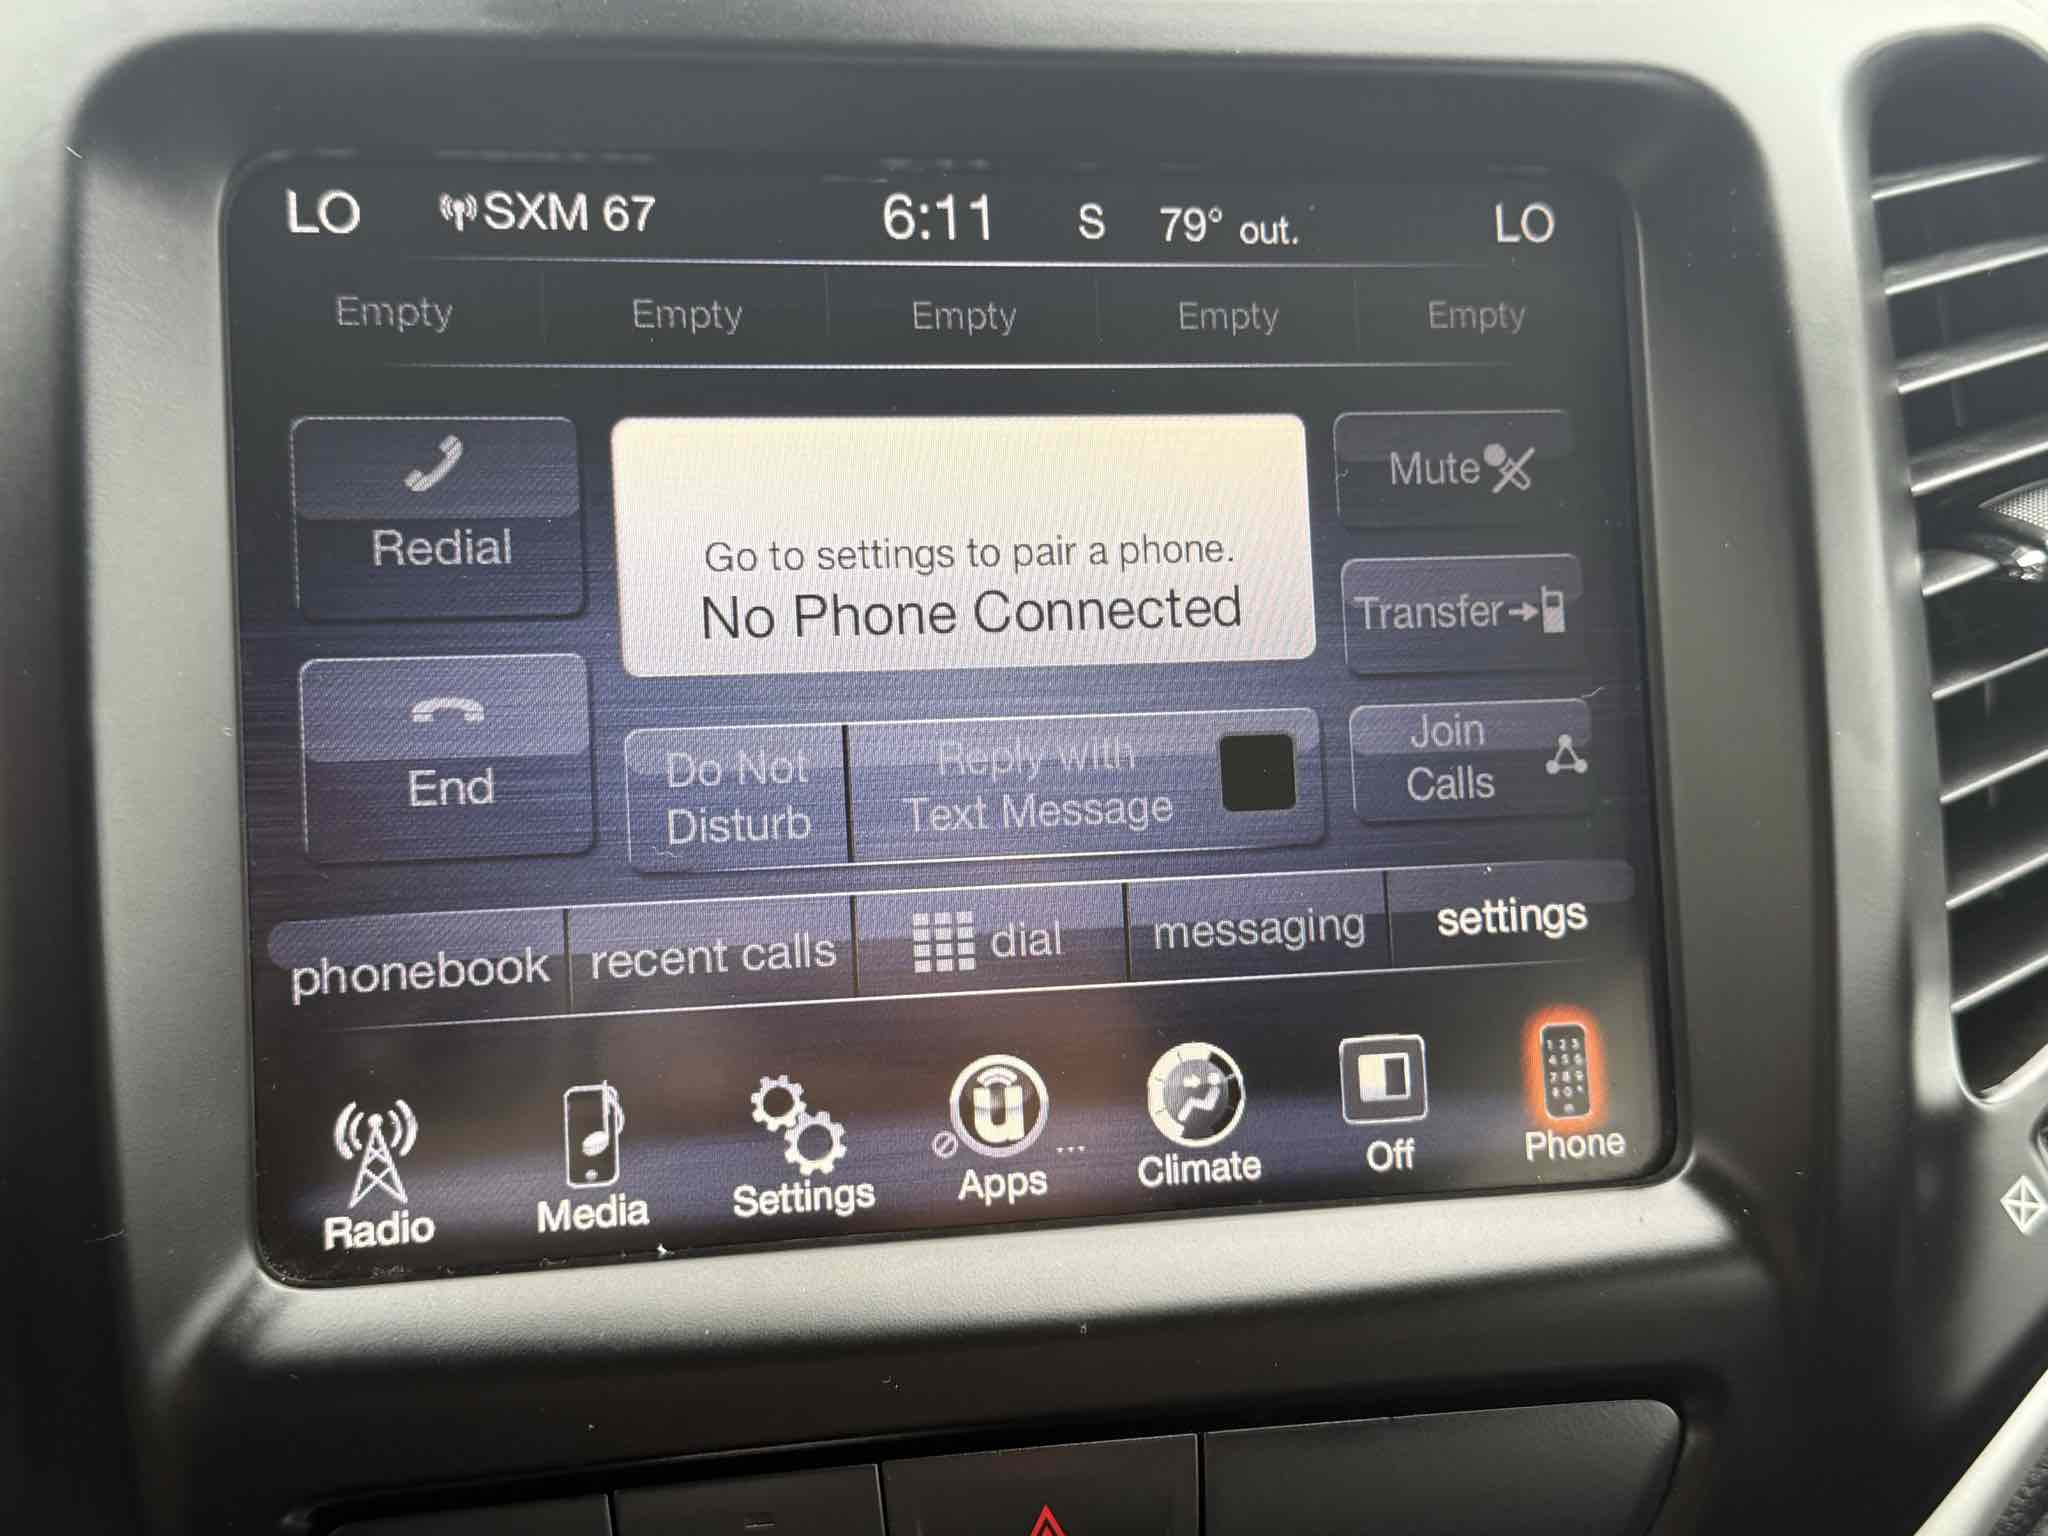 LO SXM 67 6:11 S 79° out. LO
Empty Empty Empty Empty Empty
Redial
Go to settings to pair a phone.
No Phone Connected
Mute
Transfer
End
Do Not
Disturb
Reply with
Text Message
Join
Calls
phonebook recent calls dial messaging settings
Radio Media Settings Apps ... Climate Off Phone